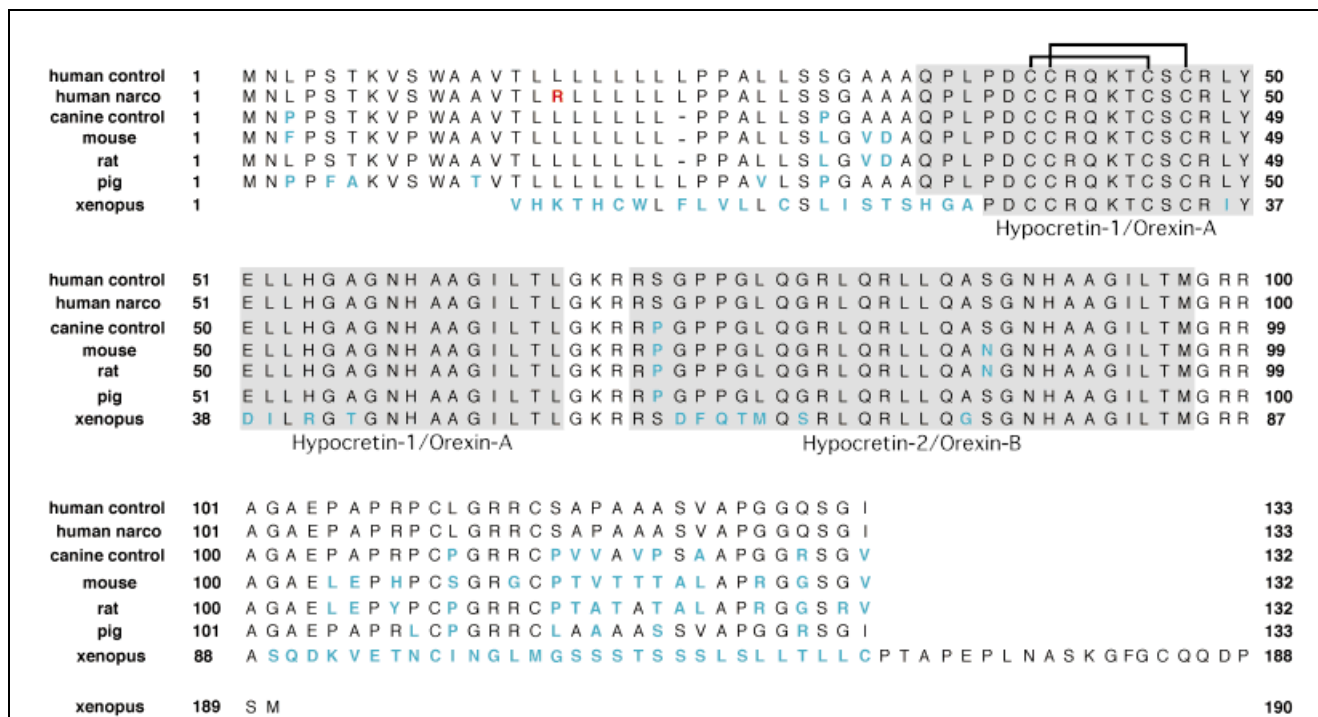 human control 1 M N L P S T K V S W A A V T L L L L L L L L P P A L L S S G A A A Q P L P D C C R Q K T C S C R L Y 50
human narco 1 M N L P S T K V S W A A V T L R L L L L L L P P A L L S S G A A A Q P L P D C C R Q K T C S C R L Y 50
canine control 1 M N P P S T K V P W A A V T L L L L L L L - P P A L L S P G A A A Q P L P D C C R Q K T C S C R L Y 49
mouse 1 M N F P S T K V P W A A V T L L L L L L L - P P A L L S L G V D A Q P L P D C C R Q K T C S C R L Y 49
rat 1 M N L P S T K V P W A A V T L L L L L L L - P P A L L S L G V D A Q P L P D C C R Q K T C S C R L Y 49
pig 1 M N P P F A K V S W A T V T L L L L L L L L P P A V L S P G A A A Q P L P D C C R Q K T C S C R L Y 50
xenopus 1 V H K T H C W L F L V L L C S L I S T S H G A P D C C R Q K T C S C R I Y 37
Hypocretin-1/Orexin-A
human control 51 E L L H G A G N H A A G I L T L G K R R S G P P G L Q G R L Q R L L Q A S G N H A A G I L T M G R R 100
human narco 51 E L L H G A G N H A A G I L T L G K R R S G P P G L Q G R L Q R L L Q A S G N H A A G I L T M G R R 100
canine control 50 E L L H G A G N H A A G I L T L G K R R P G P P G L Q G R L Q R L L Q A S G N H A A G I L T M G R R 99
mouse 50 E L L H G A G N H A A G I L T L G K R R P G P P G L Q G R L Q R L L Q A N G N H A A G I L T M G R R 99
rat 50 E L L H G A G N H A A G I L T L G K R R P G P P G L Q G R L Q R L L Q A N G N H A A G I L T M G R R 99
pig 51 E L L H G A G N H A A G I L T L G K R R P G P P G L Q G R L Q R L L Q A S G N H A A G I L T M G R R 100
xenopus 38 D I L R G T G N H A A G I L T L G K R R S D F Q T M Q S R L Q R L L Q G S G N H A A G I L T M G R R 87
Hypocretin-1/Orexin-A Hypocretin-2/Orexin-B
human control 101 A G A E P A P R P C L G R R C S A P A A A S V A P G G Q S G I 133
human narco 101 A G A E P A P R P C L G R R C S A P A A A S V A P G G Q S G I 133
canine control 100 A G A E P A P R P C P G R R C P V V A V P S A A P G G R S G V 132
mouse 100 A G A E L E P H P C S G R G C P T V T T T A L A P R G G S G V 132
rat 100 A G A E L E P Y P C P G R R C P T A T A T A L A P R G G S R V 132
pig 101 A G A E P A P R L C P G R R C L A A A A S S V A P G G R S G I 133
xenopus 88 A S Q D K V E T N C I N G L M G S S S T S S S L S L L T L L C P T A P E P L N A S K G F G C Q Q D P 188
xenopus 189 S M 190